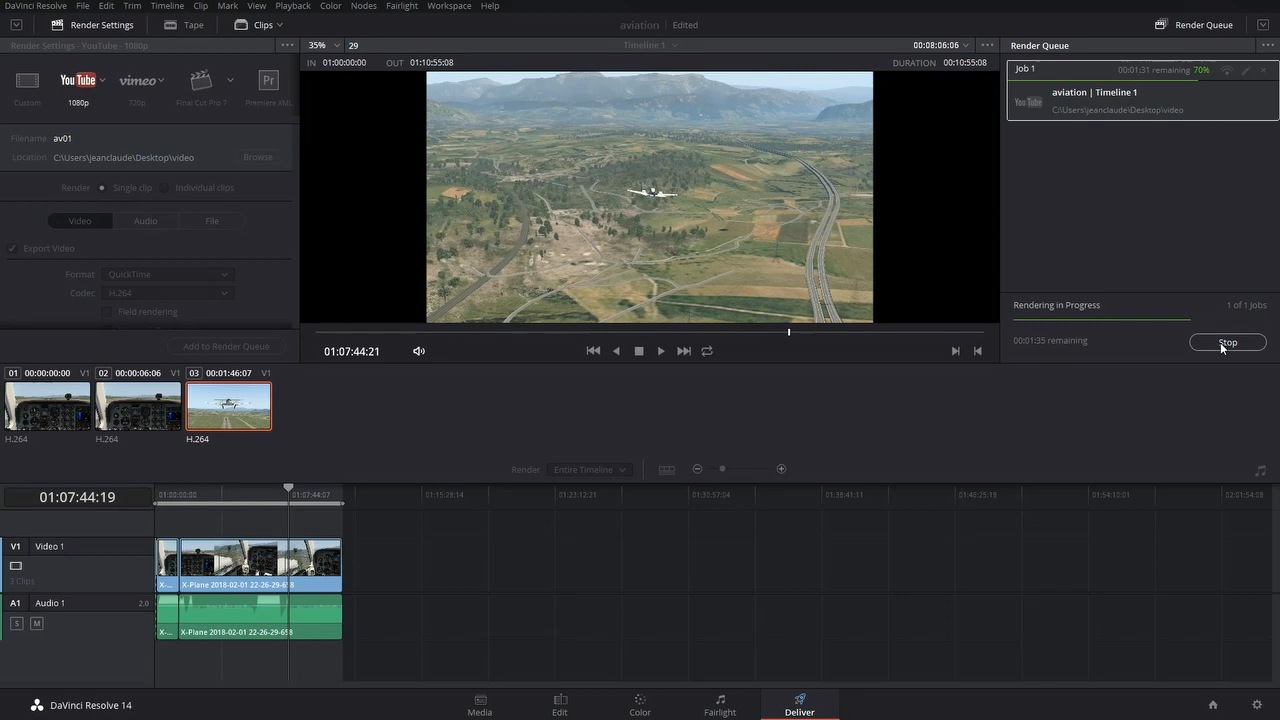 DaVinci Resolve File Edit Trim Timeline Clip Mark View Playback Color Nodes Fairlight Workspace Help
Render Settings Tape Clips aviation Edited Render Queue
Render Settings - YouTube - 1080p 35% 29 Timeline 1 00:08:06:06 Render Queue
IN 01:00:00:00 OUT 01:10:55:08 DURATION 00:10:55:08
Job 1 00:01:31 remaining 70%
You Tube vimeo Pr
Custom 1080p 720p Final Cut Pro 7 Premiere XML
You Tube aviation | Timeline 1
C:\Users\jeanclaude\Desktop\video
Filename av01
Location C:\Users\jeanclaude\Desktop\video Browse
Render Single clip Individual clips
Video Audio File
Export Video
Format QuickTime
Codec H.264
Field rendering
Add to Render Queue
Rendering in Progress 1 of 1 Jobs
00:01:35 remaining Stop
01:07:44:21
01 00:00:00:00 V1 02 00:00:06:06 V1 03 00:01:46:07 V1
H.264 H.264 H.264
Render Entire Timeline
01:07:44:19 01:00:00:00 01:07:44:07 01:15:28:14 01:23:12:21 01:30:57:04 01:38:41:11 01:46:25:18 01:54:10:01 02:01:54:08
V1 Video 1
3 Clips
X-... X-Plane 2018-02-01 22-26-29-6
A1 Audio 1 2.0
S M
X-... X-Plane 2018-02-01 22-26-29-6
DaVinci Resolve 14 Media Edit Color Fairlight Deliver